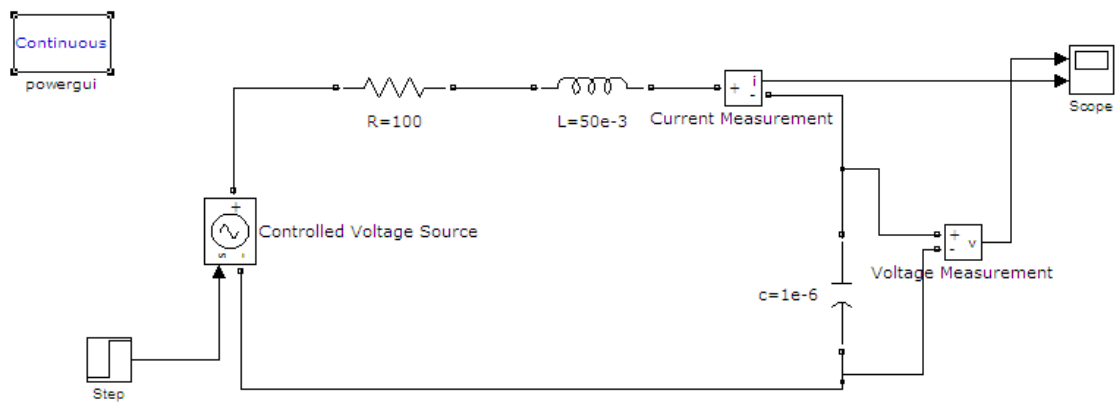 Continuous
powergui
R=100
L=50e-3
+ i -
Current Measurement
Scope
+
s -
Controlled Voltage Source
+ - v
Voltage Measurement
c=1e-6
Step